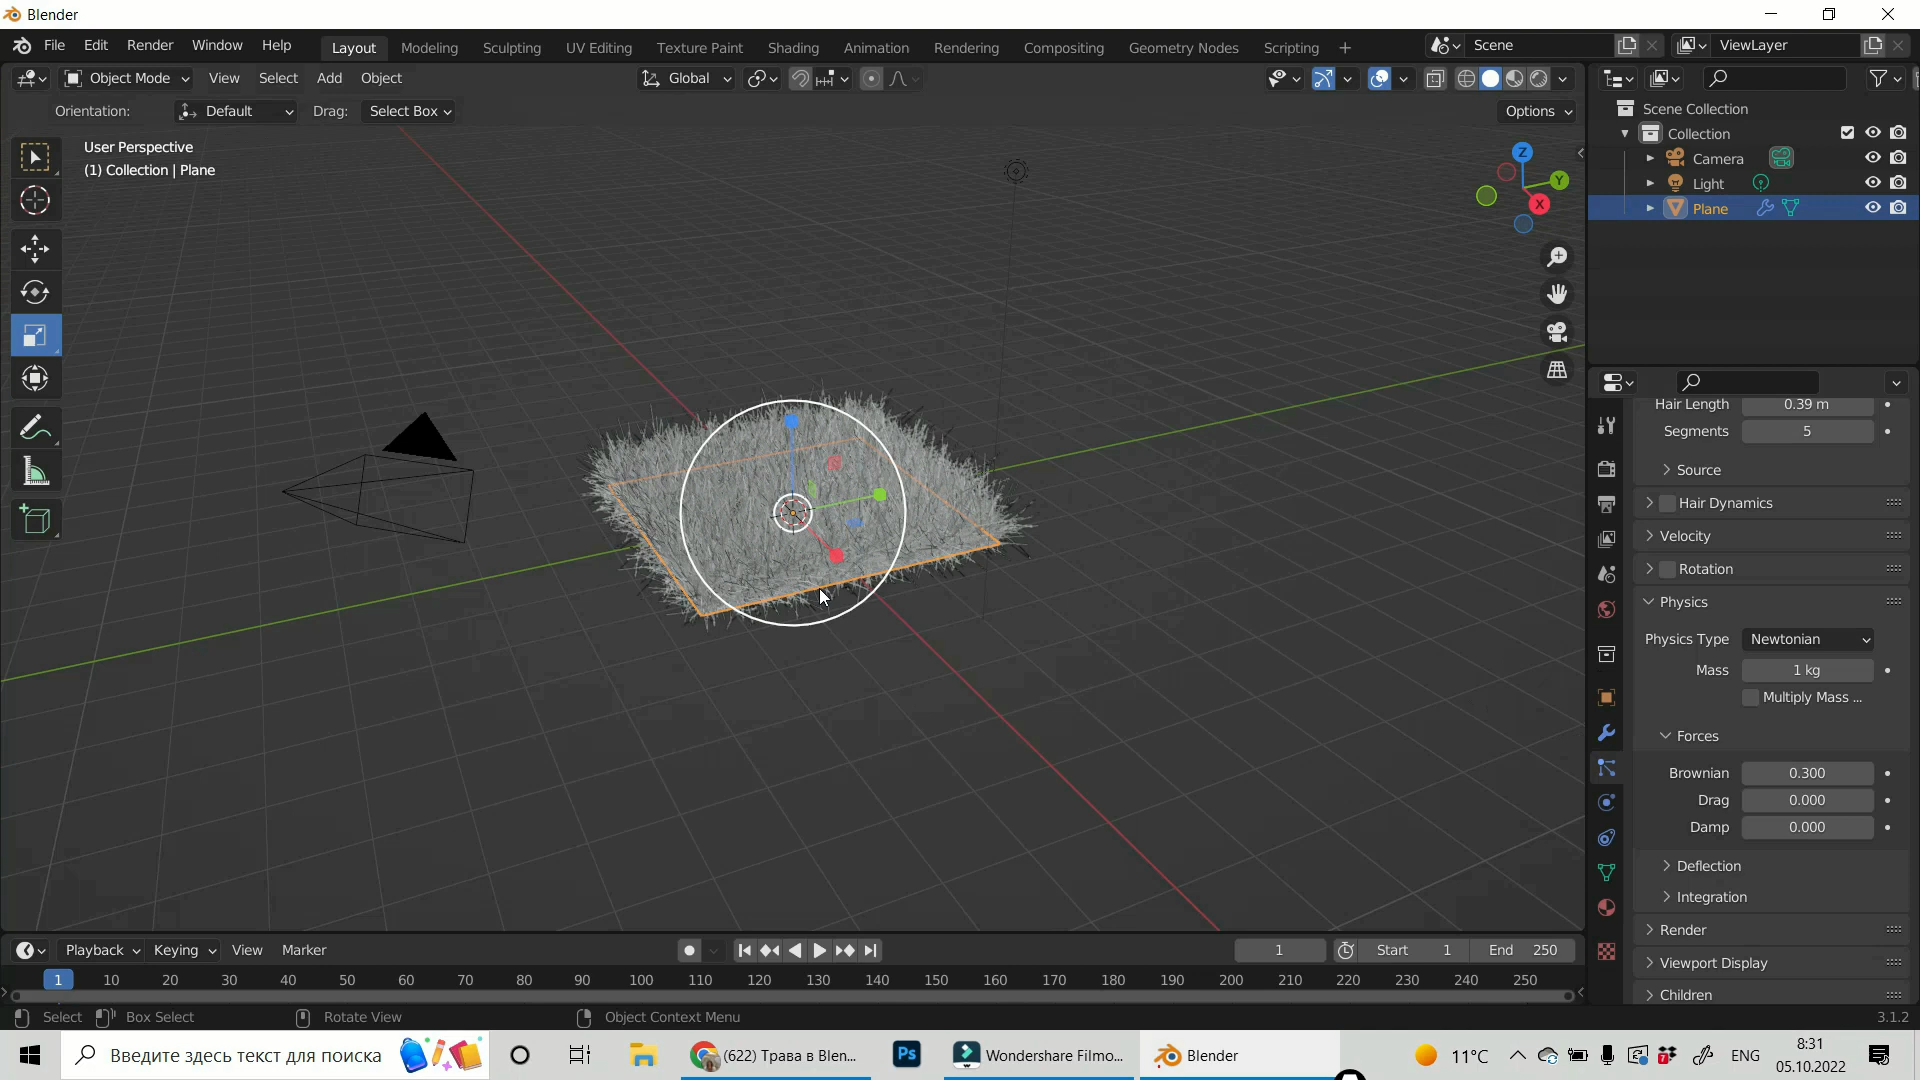 Blender
File Edit Render Window Help Layout Modeling Sculpting UV Editing Texture Paint Shading Animation Rendering Compositing Geometry Nodes Scripting + Scene ViewLayer
Object Mode View Select Add Object Global
Orientation: Default Drag: Select Box Options
User Perspective
(1) Collection | Plane
Z
Y
X
Scene Collection
Collection
Camera
Light
Plane
Hair Length 0.39 m
Segments 5
Source
Hair Dynamics
Velocity
Rotation
Physics
Physics Type Newtonian
Mass 1 kg
Multiply Mass ...
Forces
Brownian 0.300
Drag 0.000
Damp 0.000
Deflection
Integration
Render
Viewport Display
Children
Playback Keying View Marker 1 Start 1 End 250
1 10 20 30 40 50 60 70 80 90 100 110 120 130 140 150 160 170 180 190 200 210 220 230 240 250
Select Box Select Rotate View Object Context Menu 3.1.2
Введите здесь текст для поиска (622) Трава в Blen... Ps Wondershare Filmo... Blender 11°C 7 ENG 8:31
05.10.2022